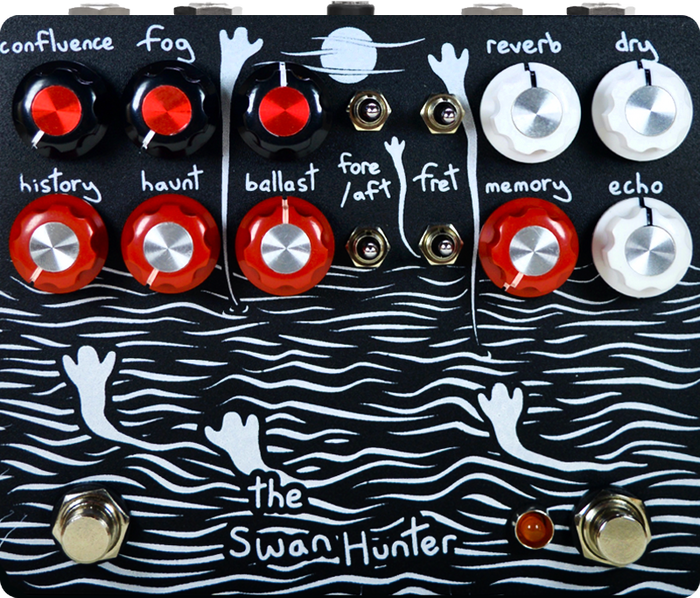 confluence fog reverb dry
history haunt ballast fore
/aft fret memory echo
the
Swan Hunter